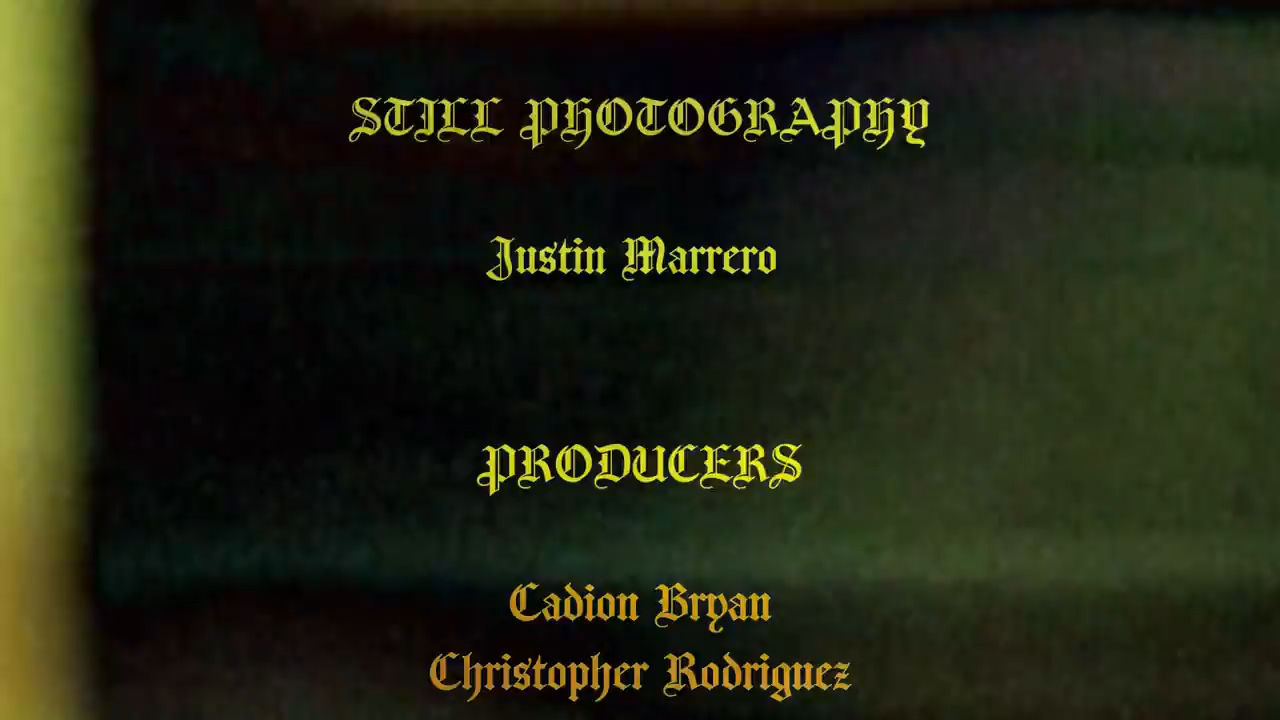 STILL PHOTOGRAPHY
Justin Marrero
PRODUCERS
Cadion Bryan
Christopher Rodriguez